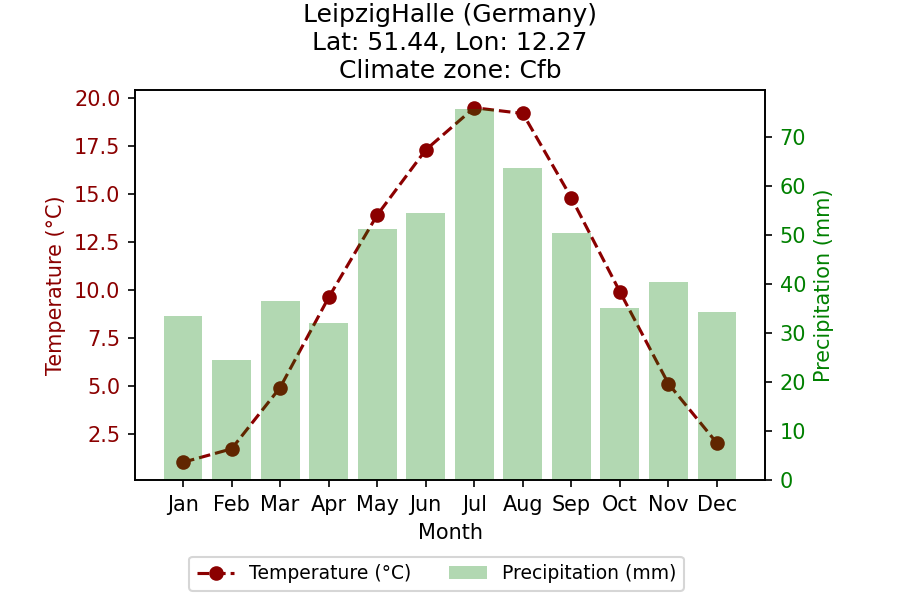 LeipzigHalle (Germany)
Lat: 51.44, Lon: 12.27
Climate zone: Cfb
Temperature (°C)
20.0
17.5
15.0
12.5
10.0
7.5
5.0
2.5
Precipitation (mm)
70
60
50
40
30
20
10
0
Jan Feb Mar Apr May Jun Jul Aug Sep Oct Nov Dec
Month
Temperature (°C) Precipitation (mm)